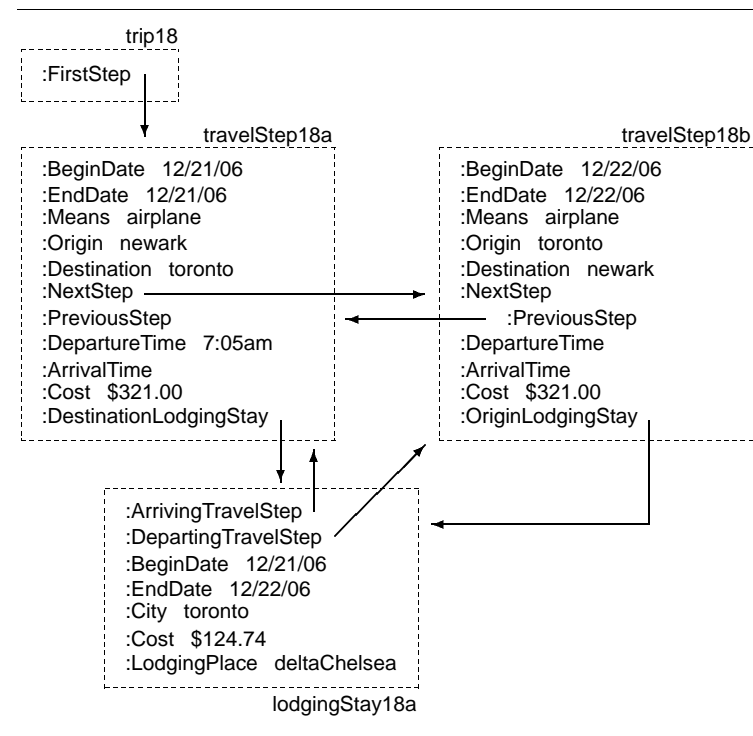 trip18
:FirstStep
travelStep18a
:BeginDate 12/21/06
:EndDate 12/21/06
:Means airplane
:Origin newark
:Destination toronto
:NextStep
:PreviousStep
:DepartureTime 7:05am
:ArrivalTime
:Cost $321.00
:DestinationLodgingStay
travelStep18b
:BeginDate 12/22/06
:EndDate 12/22/06
:Means airplane
:Origin toronto
:Destination newark
:NextStep
:PreviousStep
:DepartureTime
:ArrivalTime
:Cost $321.00
:OriginLodgingStay
:ArrivingTravelStep
:DepartingTravelStep
:BeginDate 12/21/06
:EndDate 12/22/06
:City toronto
:Cost $124.74
:LodgingPlace deltaChelsea
lodgingStay18a